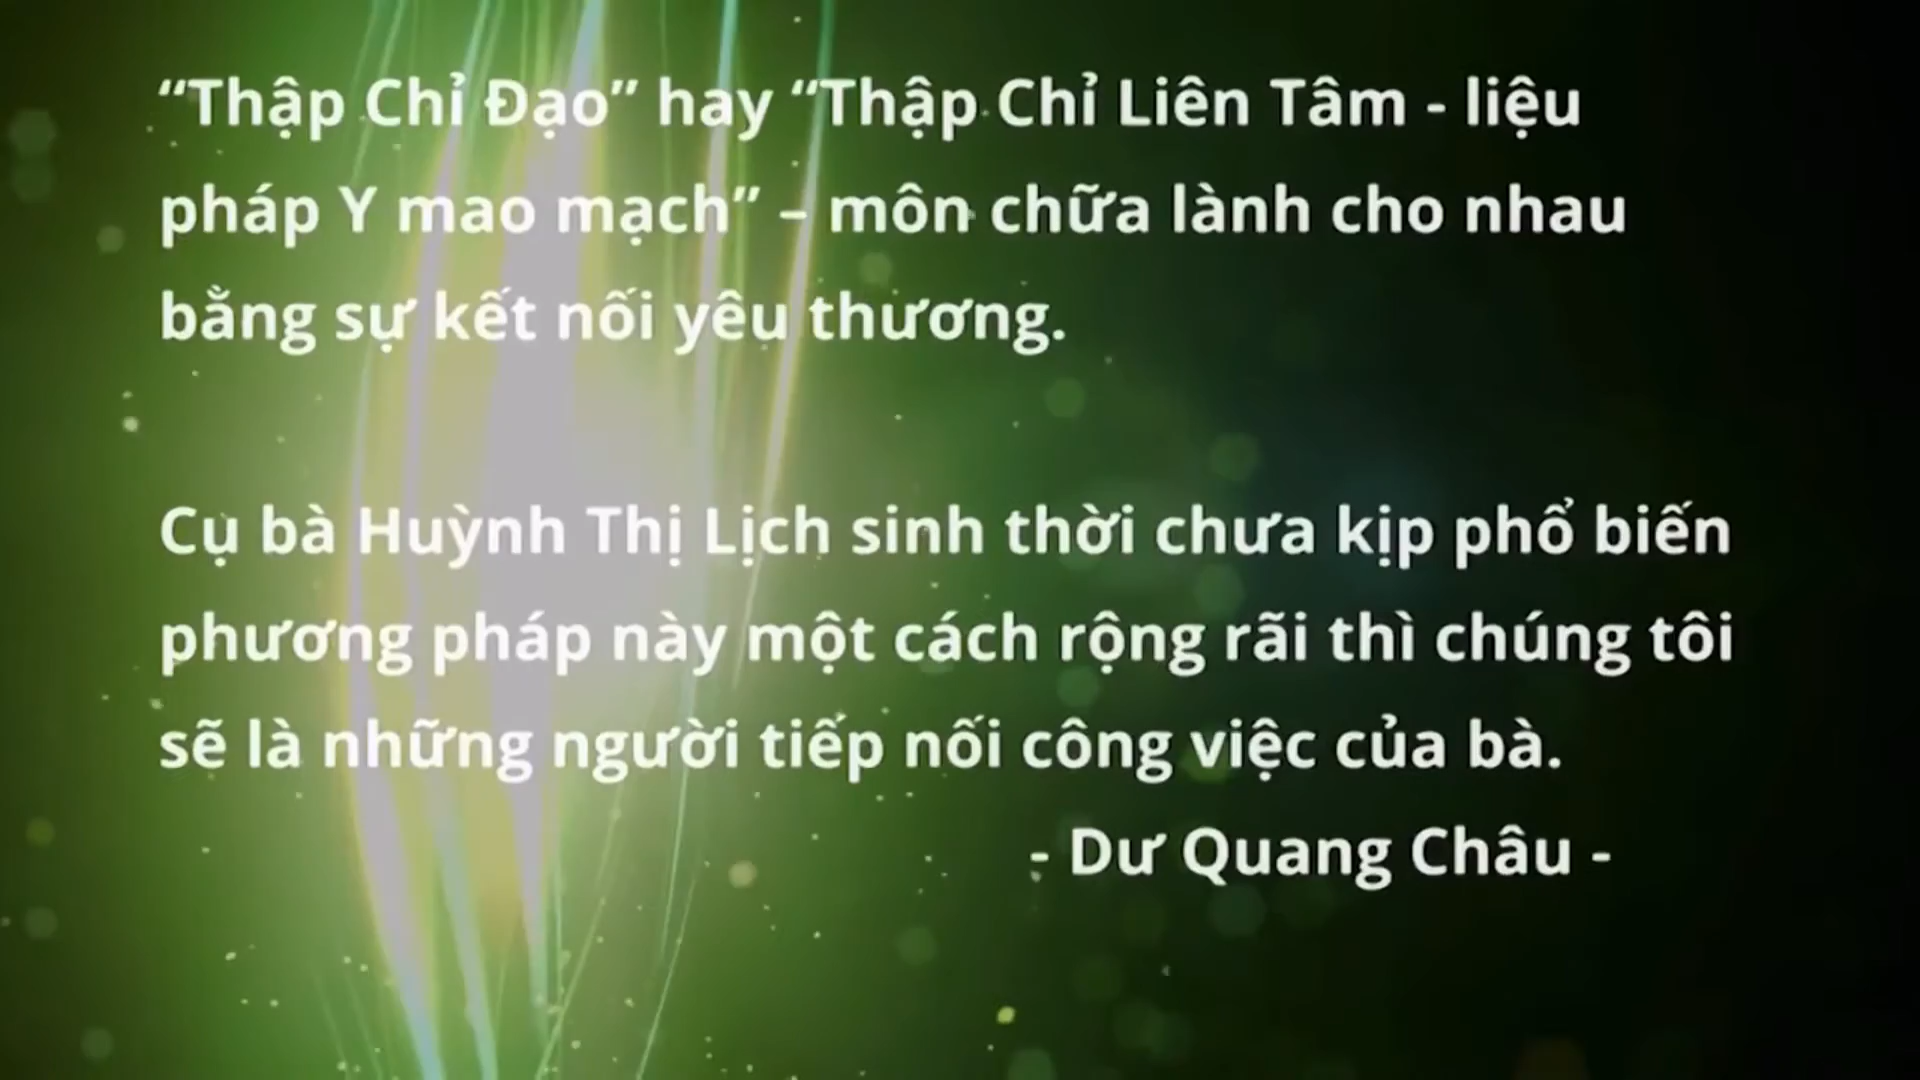 “Thập Chỉ Đạo” hay “Thập Chỉ Liên Tâm - liệu
pháp Y mao mạch” – môn chữa lành cho nhau
bằng sự kết nối yêu thương.
Cụ bà Huỳnh Thị Lịch sinh thời chưa kịp phổ biến
phương pháp này một cách rộng rãi thì chúng tôi
sẽ là những người tiếp nối công việc của bà.
- Dư Quang Châu -